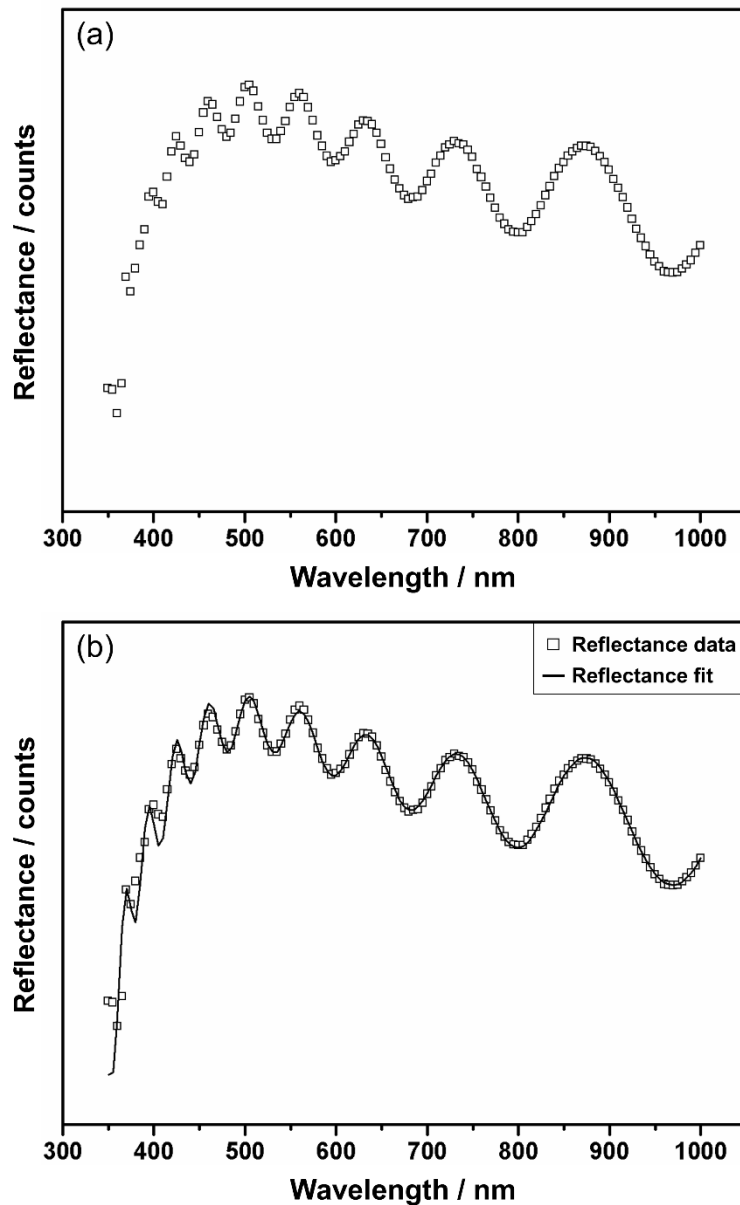 (a)
Reflectance / counts
300 400 500 600 700 800 900 1000
Wavelength / nm
(b)
Reflectance data
Reflectance fit
Reflectance / counts
300 400 500 600 700 800 900 1000
Wavelength / nm